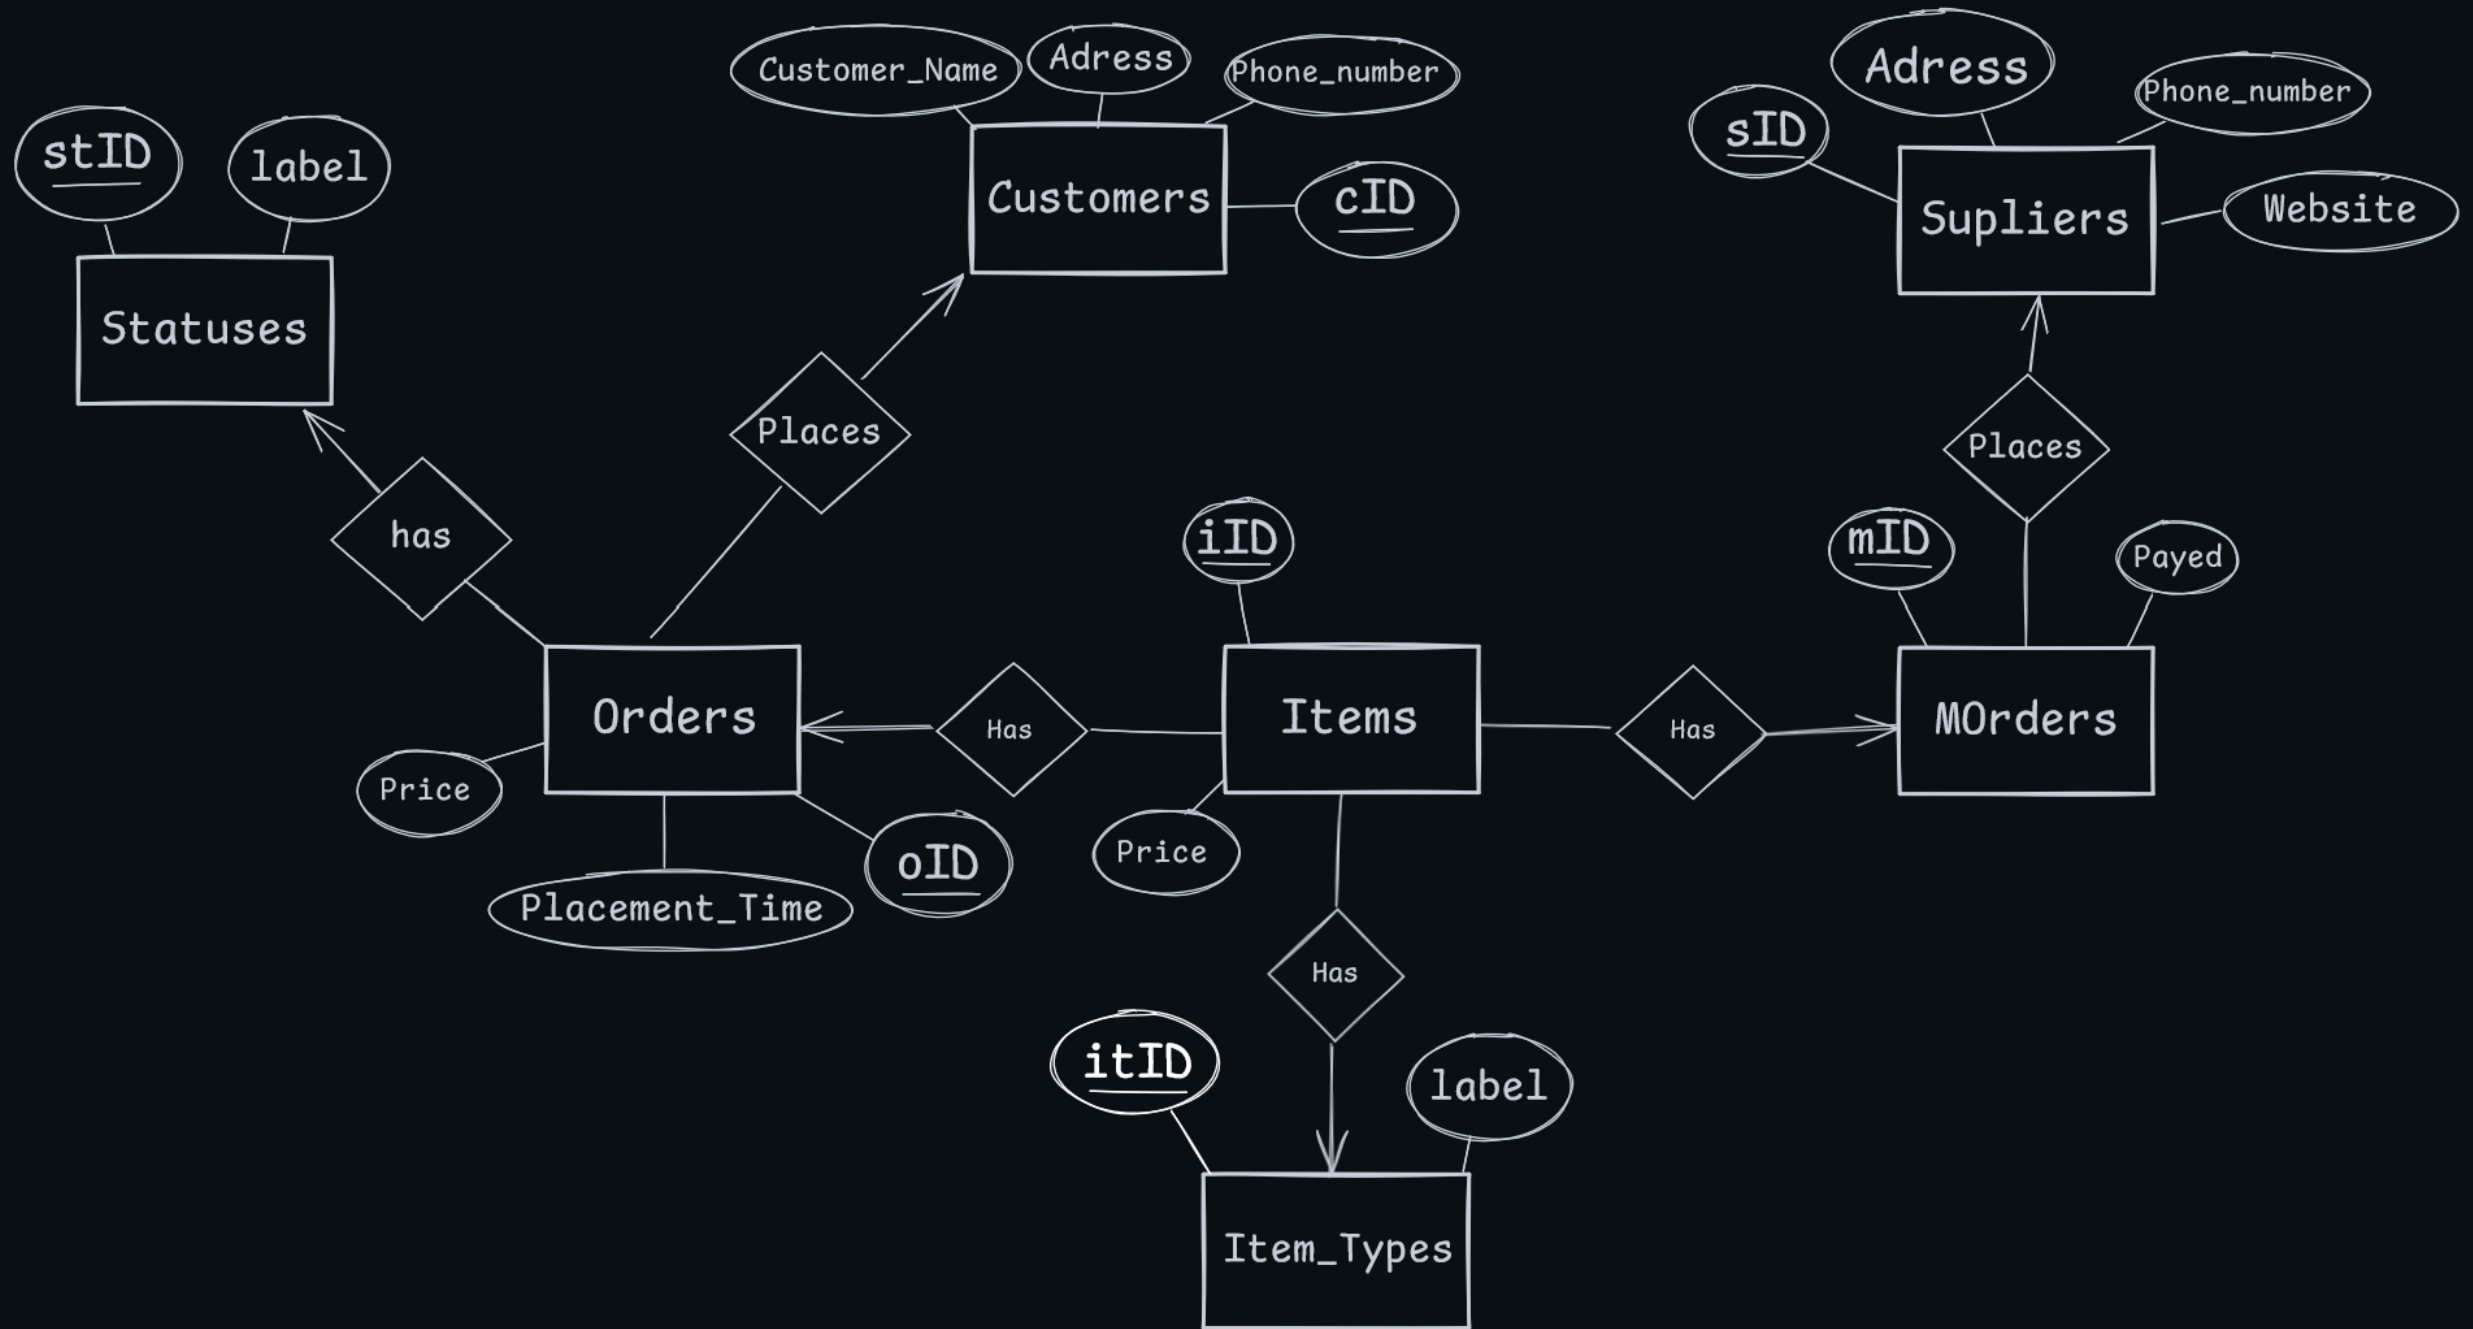 Customer_Name
Adress
Phone_number
Adress
Phone_number
sID
stID
label
Customers
cID
Supliers
Website
Statuses
Places
Places
has
iID
mID
Payed
Orders
Has
Items
Has
MOrders
Price
Price
oID
Placement_Time
Has
itID
label
Item_Types